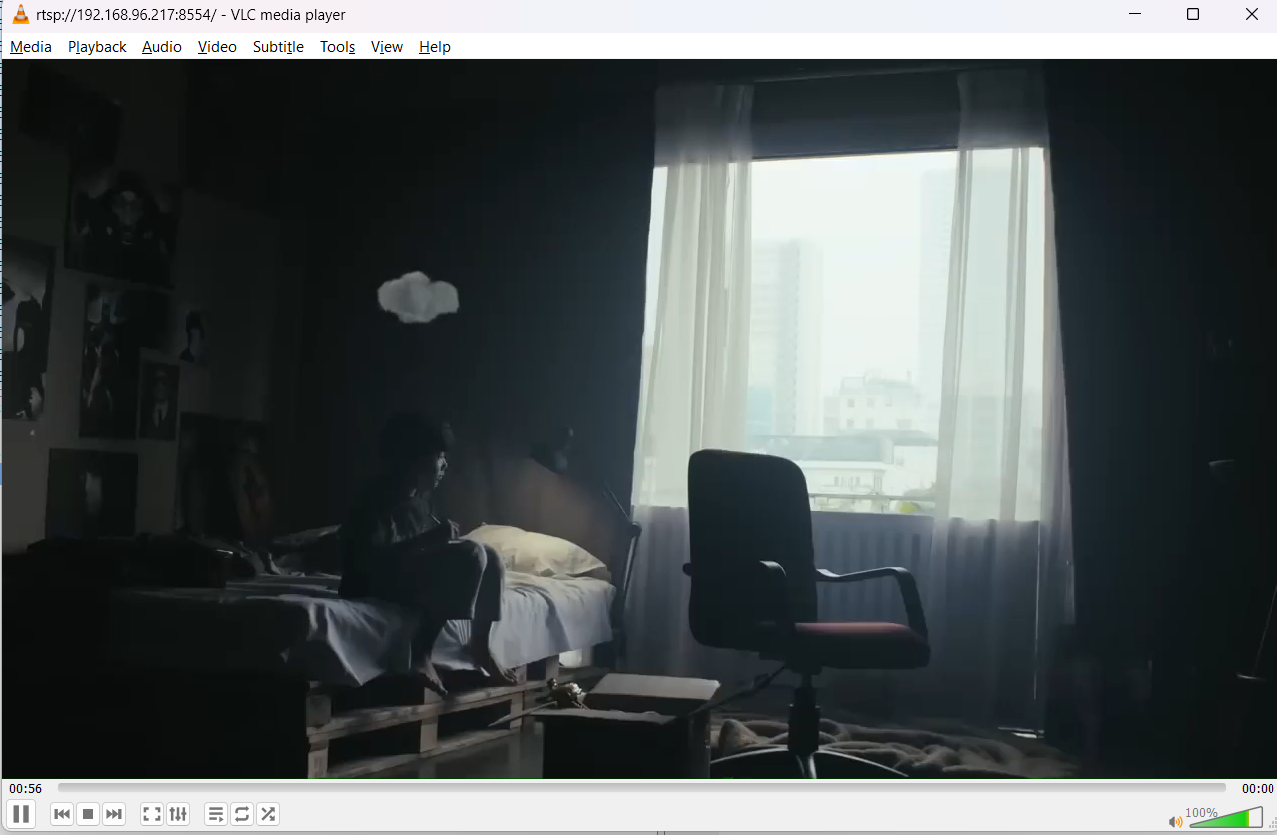 rtsp://192.168.96.217:8554/ - VLC media player
Media Playback Audio Video Subtitle Tools View Help
00:56
00:00
100%